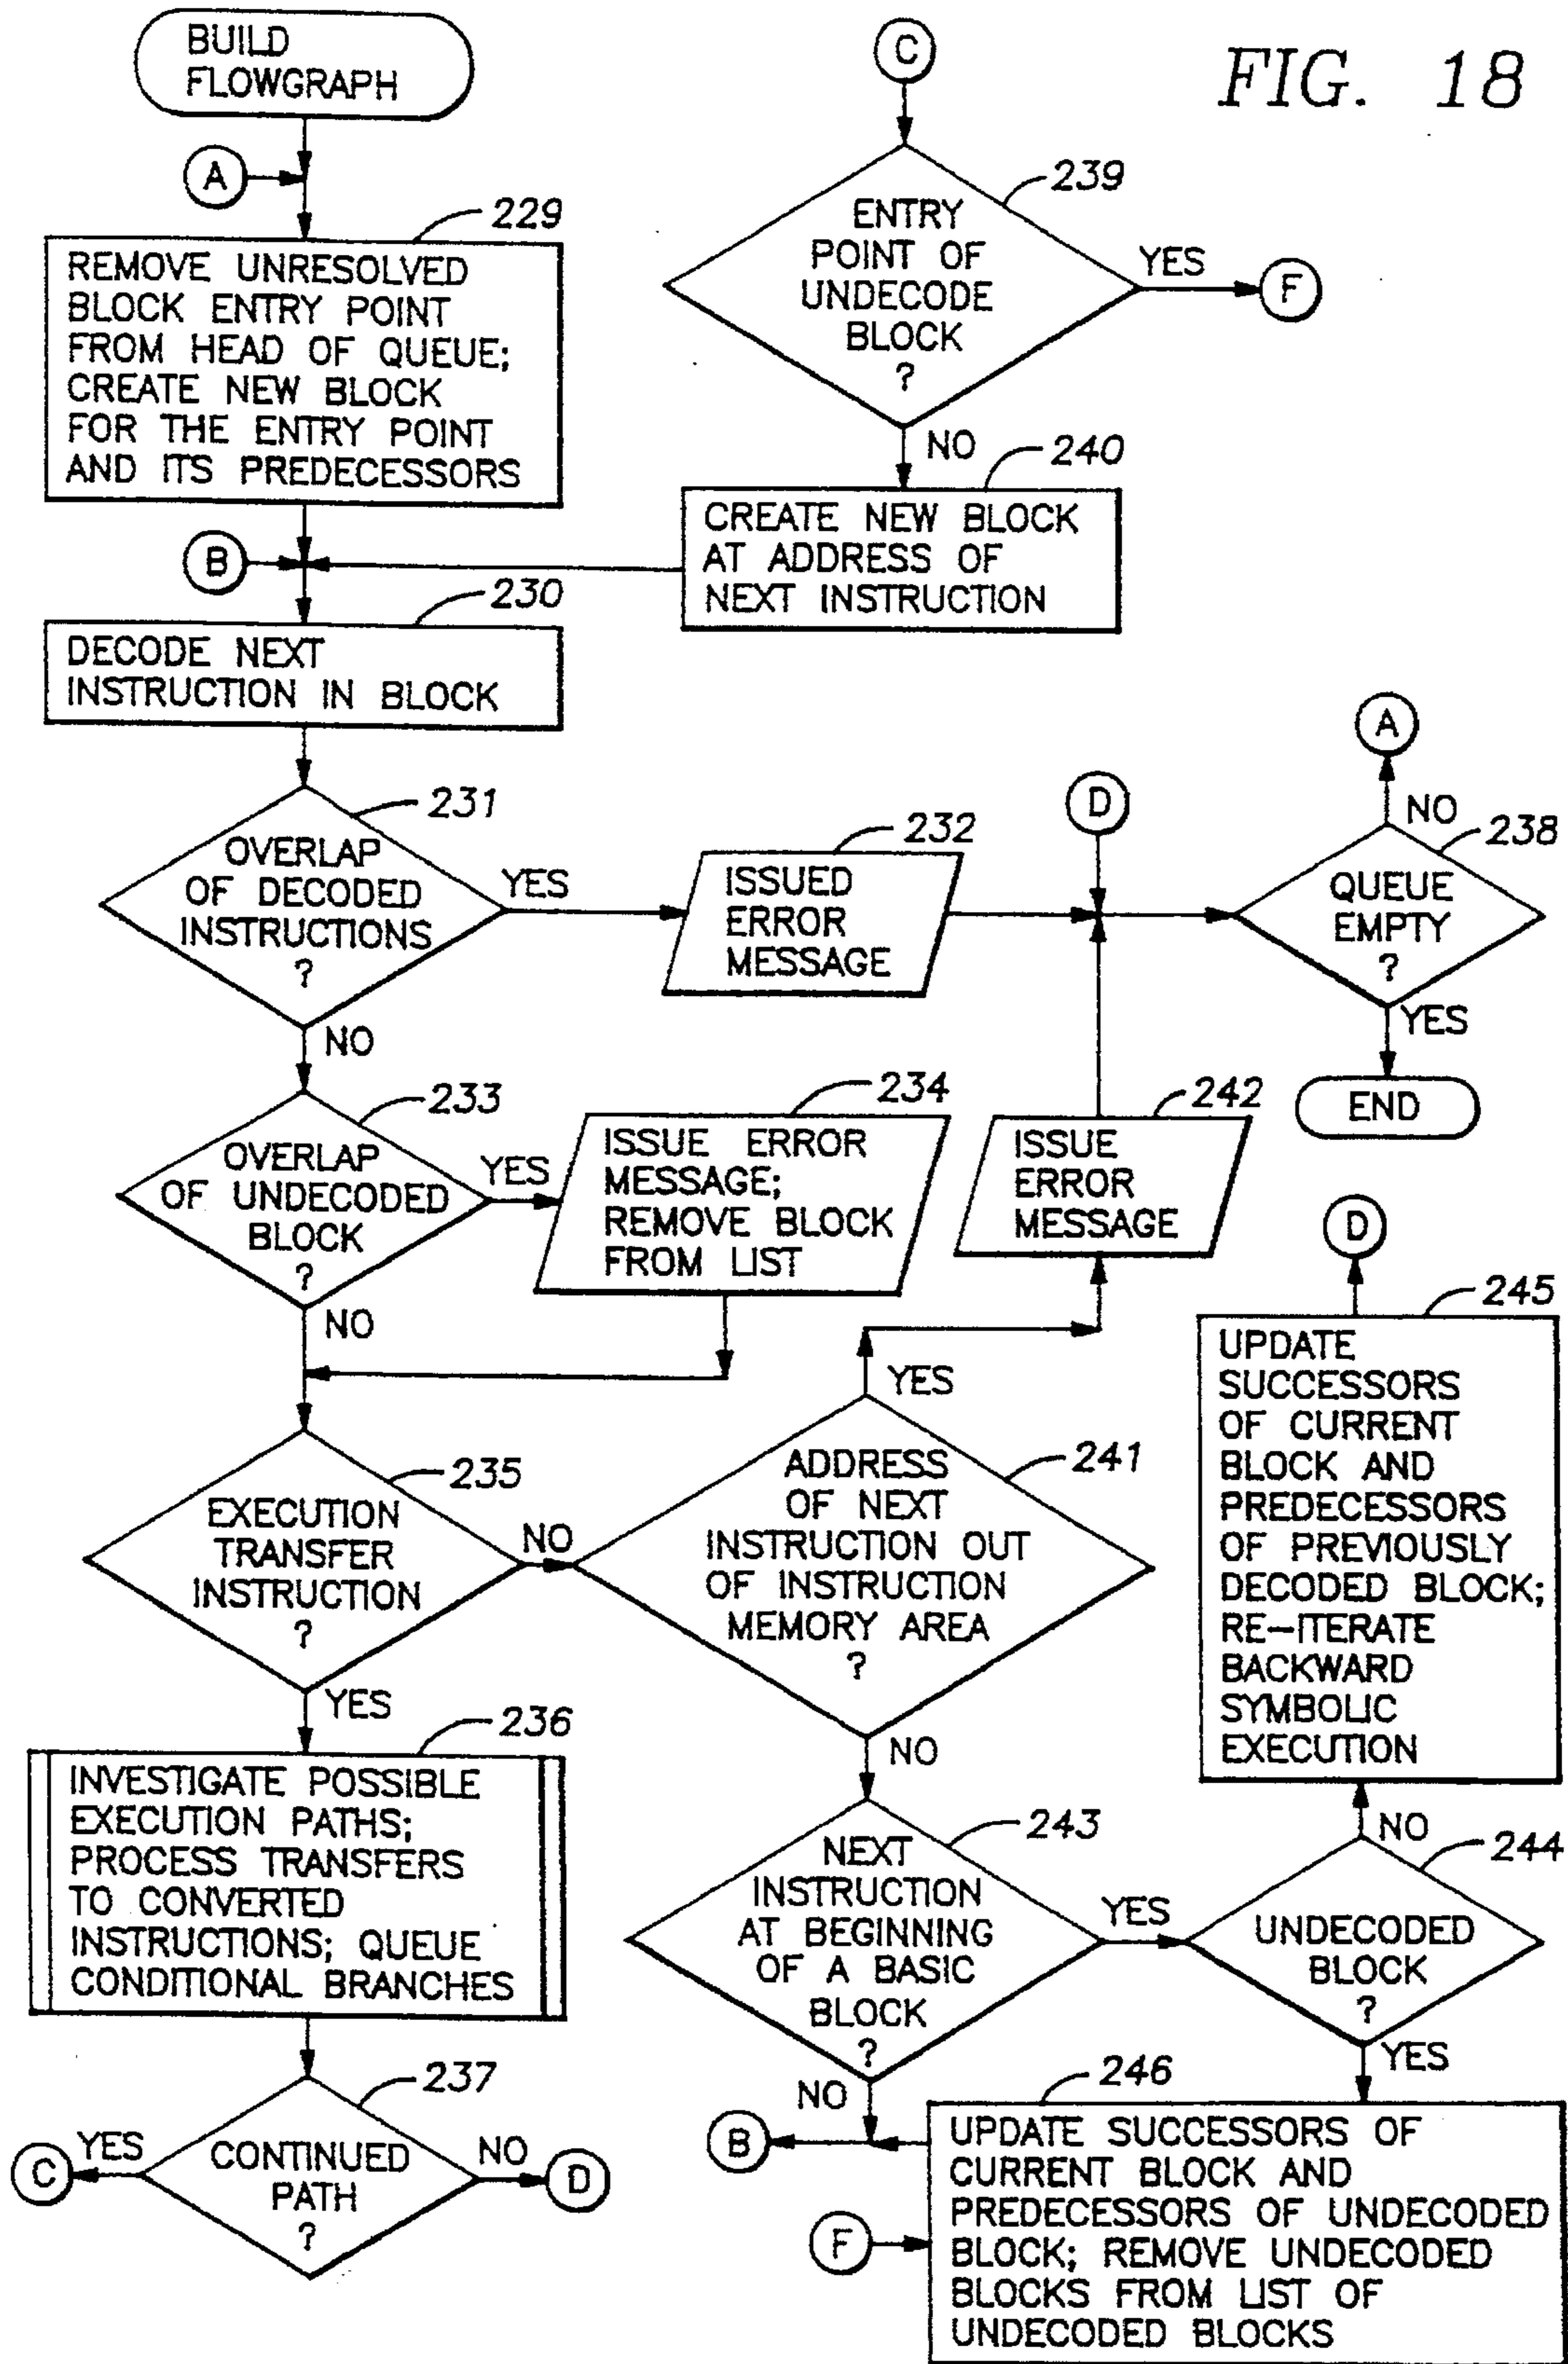 FIG. 18
BUILD
FLOWGRAPH
A
229
REMOVE UNRESOLVED
BLOCK ENTRY POINT
FROM HEAD OF QUEUE;
CREATE NEW BLOCK
FOR THE ENTRY POINT
AND ITS PREDECESSORS
B
230
DECODE NEXT
INSTRUCTION IN BLOCK
231
OVERLAP
OF DECODED
INSTRUCTIONS
?
YES
NO
232
ISSUED
ERROR
MESSAGE
233
OVERLAP
OF UNDECODED
BLOCK
?
YES
NO
234
ISSUE ERROR
MESSAGE;
REMOVE BLOCK
FROM LIST
235
EXECUTION
TRANSFER
INSTRUCTION
?
NO
YES
236
INVESTIGATE POSSIBLE
EXECUTION PATHS;
PROCESS TRANSFERS
TO CONVERTED
INSTRUCTIONS; QUEUE
CONDITIONAL BRANCHES
237
CONTINUED
PATH
?
YES
C
NO
D
C
239
ENTRY
POINT OF
UNDECODE
BLOCK
?
YES
F
NO
240
CREATE NEW BLOCK
AT ADDRESS OF
NEXT INSTRUCTION
D
A
NO
238
QUEUE
EMPTY
?
YES
END
242
ISSUE
ERROR
MESSAGE
YES
241
ADDRESS
OF NEXT
INSTRUCTION OUT
OF INSTRUCTION
MEMORY AREA
?
NO
243
NEXT
INSTRUCTION
AT BEGINNING
OF A BASIC
BLOCK
?
YES
NO
B
D
245
UPDATE
SUCCESSORS
OF CURRENT
BLOCK AND
PREDECESSORS
OF PREVIOUSLY
DECODED BLOCK;
RE-ITERATE
BACKWARD
SYMBOLIC
EXECUTION
NO
244
UNDECODED
BLOCK
?
YES
246
F
UPDATE SUCCESSORS OF
CURRENT BLOCK AND
PREDECESSORS OF UNDECODED
BLOCK; REMOVE UNDECODED
BLOCKS FROM LIST OF
UNDECODED BLOCKS